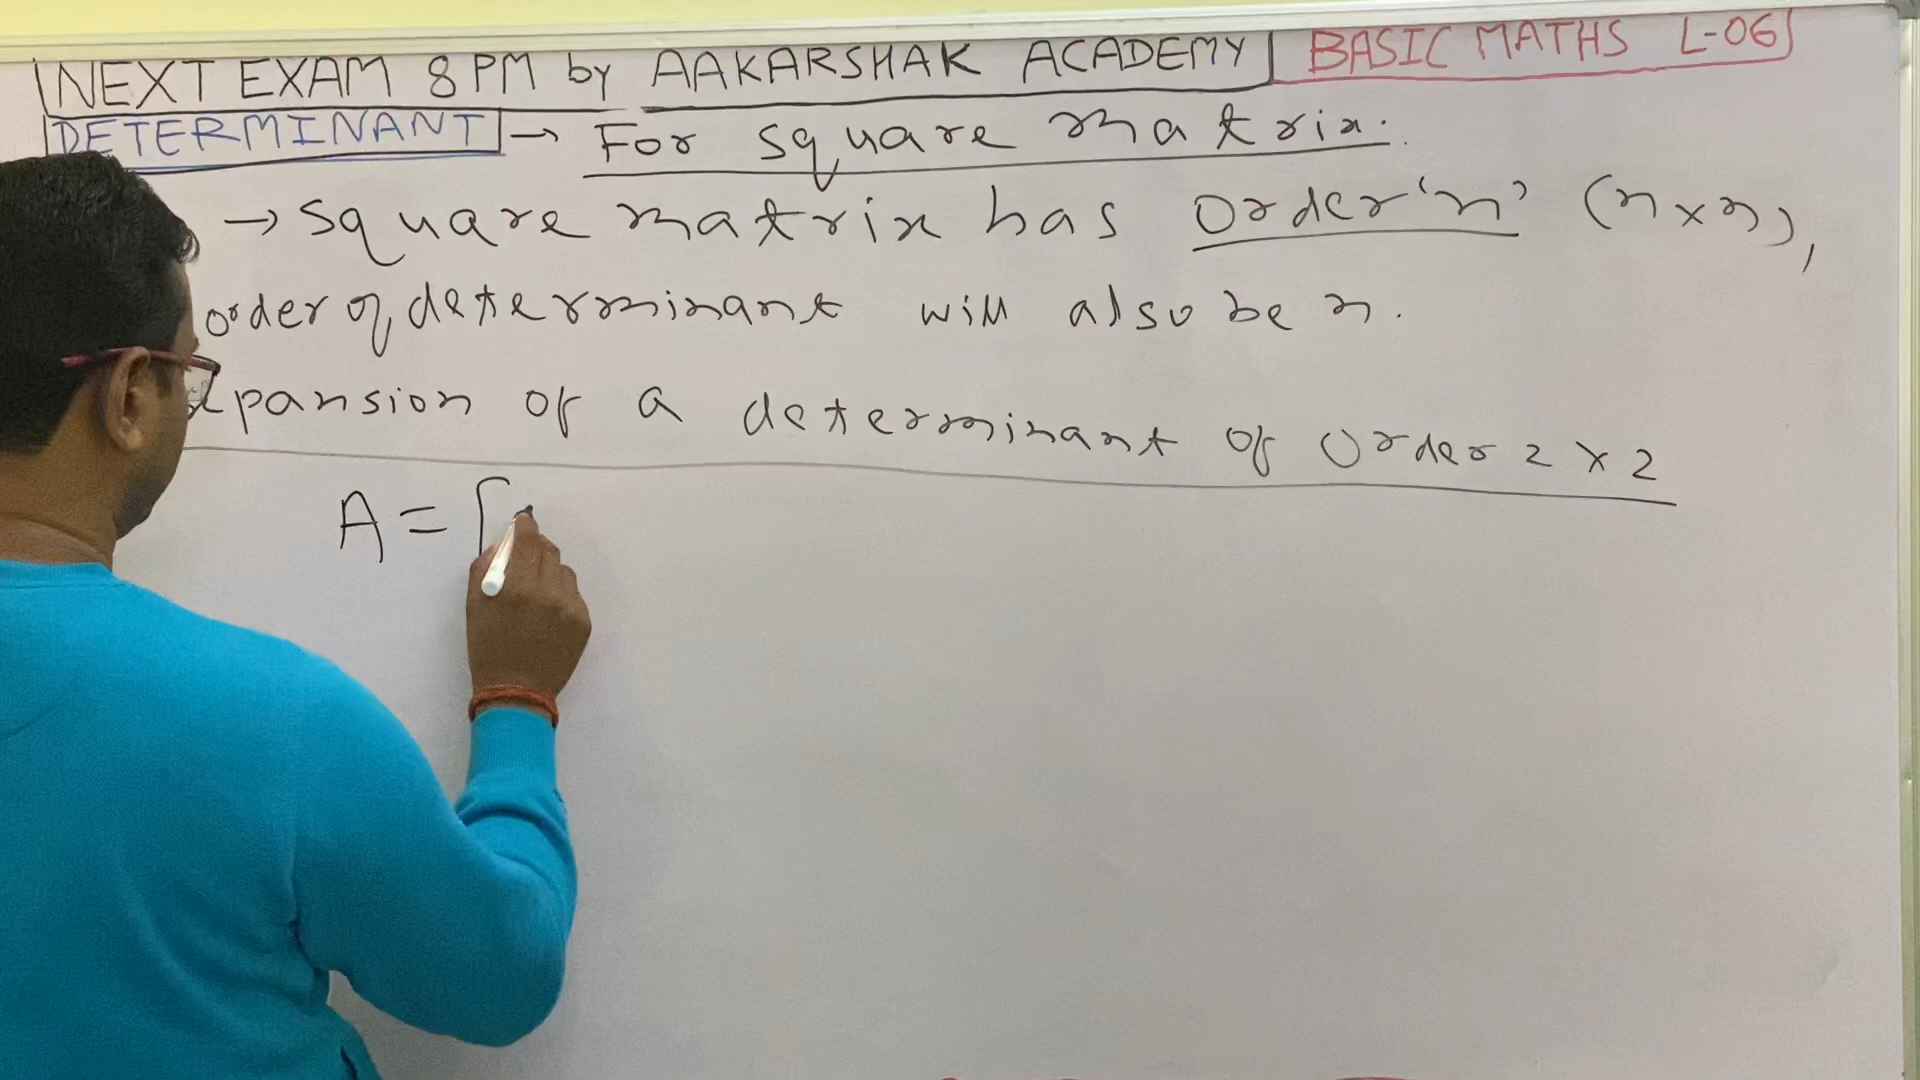 NEXT EXAM 8 PM by AAKARSHAK ACADEMY BASIC MATHS L-06
DETERMINANT → For square matrix.
→ square matrix has order 'n' (n × n),
order of determinant will also be n.
xpansion of a determinant of order 2 × 2
A = [